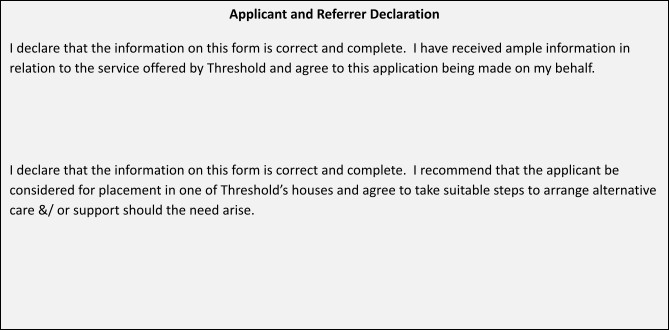 Applicant and Referrer Declaration
I declare that the information on this form is correct and complete.  I have received ample information in
relation to the service offered by Threshold and agree to this application being made on my behalf.
I declare that the information on this form is correct and complete.  I recommend that the applicant be
considered for placement in one of Threshold’s houses and agree to take suitable steps to arrange alternative
care &/ or support should the need arise.